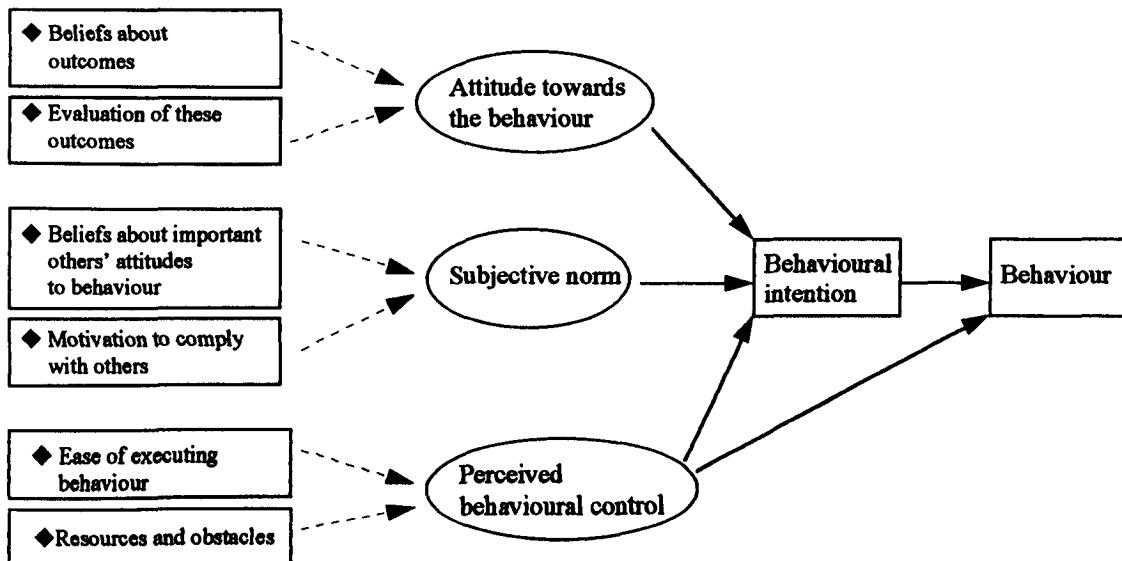 ◆ Beliefs about
outcomes
◆ Evaluation of these
outcomes
Attitude towards
the behaviour
◆ Beliefs about important
others' attitudes
to behaviour
◆ Motivation to comply
with others
Subjective norm
◆ Ease of executing
behaviour
◆ Resources and obstacles
Perceived
behavioural control
Behavioural
intention
Behaviour